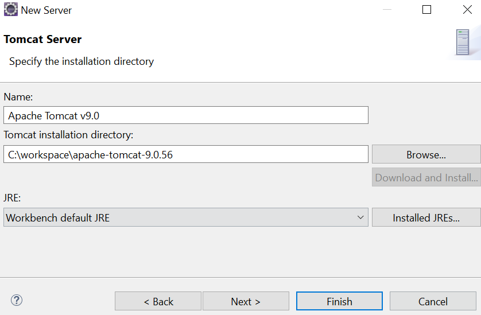 New Server
Tomcat Server
Specify the installation directory
Name:
Apache Tomcat v9.0
Tomcat installation directory:
C:\workspace\apache-tomcat-9.0.56
Browse...
Download and Install...
JRE:
Workbench default JRE
Installed JREs...
?
< Back
Next >
Finish
Cancel